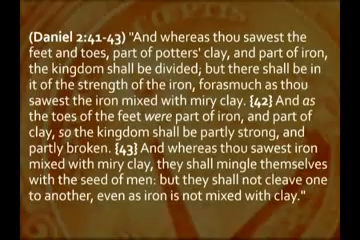 (Daniel 2:41-43) "And whereas thou sawest the
feet and toes, part of potters' clay, and part of iron,
the kingdom shall be divided; but there shall be in
it of the strength of the iron, forasmuch as thou
sawest the iron mixed with miry clay. {42} And as
the toes of the feet were part of iron, and part of
clay, so the kingdom shall be partly strong, and
partly broken. {43} And whereas thou sawest iron
mixed with miry clay, they shall mingle themselves
with the seed of men: but they shall not cleave one
to another, even as iron is not mixed with clay."